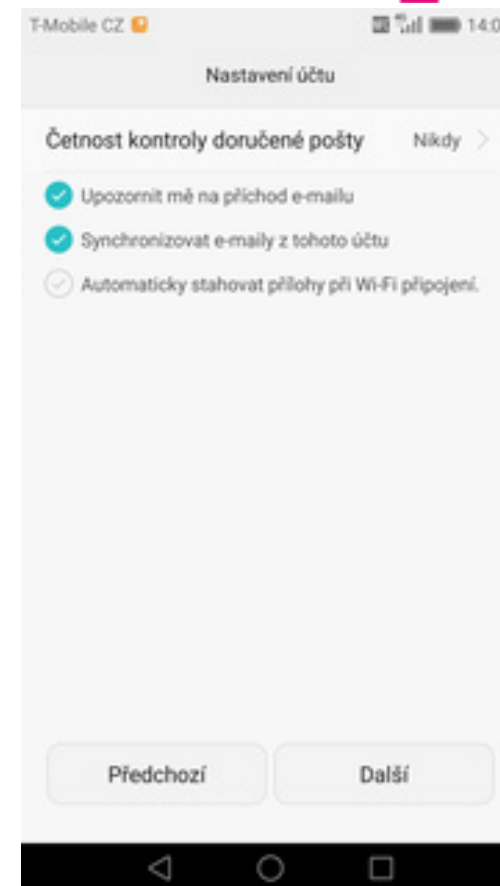 T-Mobile CZ 14:0
Nastavení účtu
Četnost kontroly doručené pošty Nikdy
Upozornit mě na příchod e-mailu
Synchronizovat e-maily z tohoto účtu
Automaticky stahovat přílohy při Wi-Fi připojení.
Předchozí Další